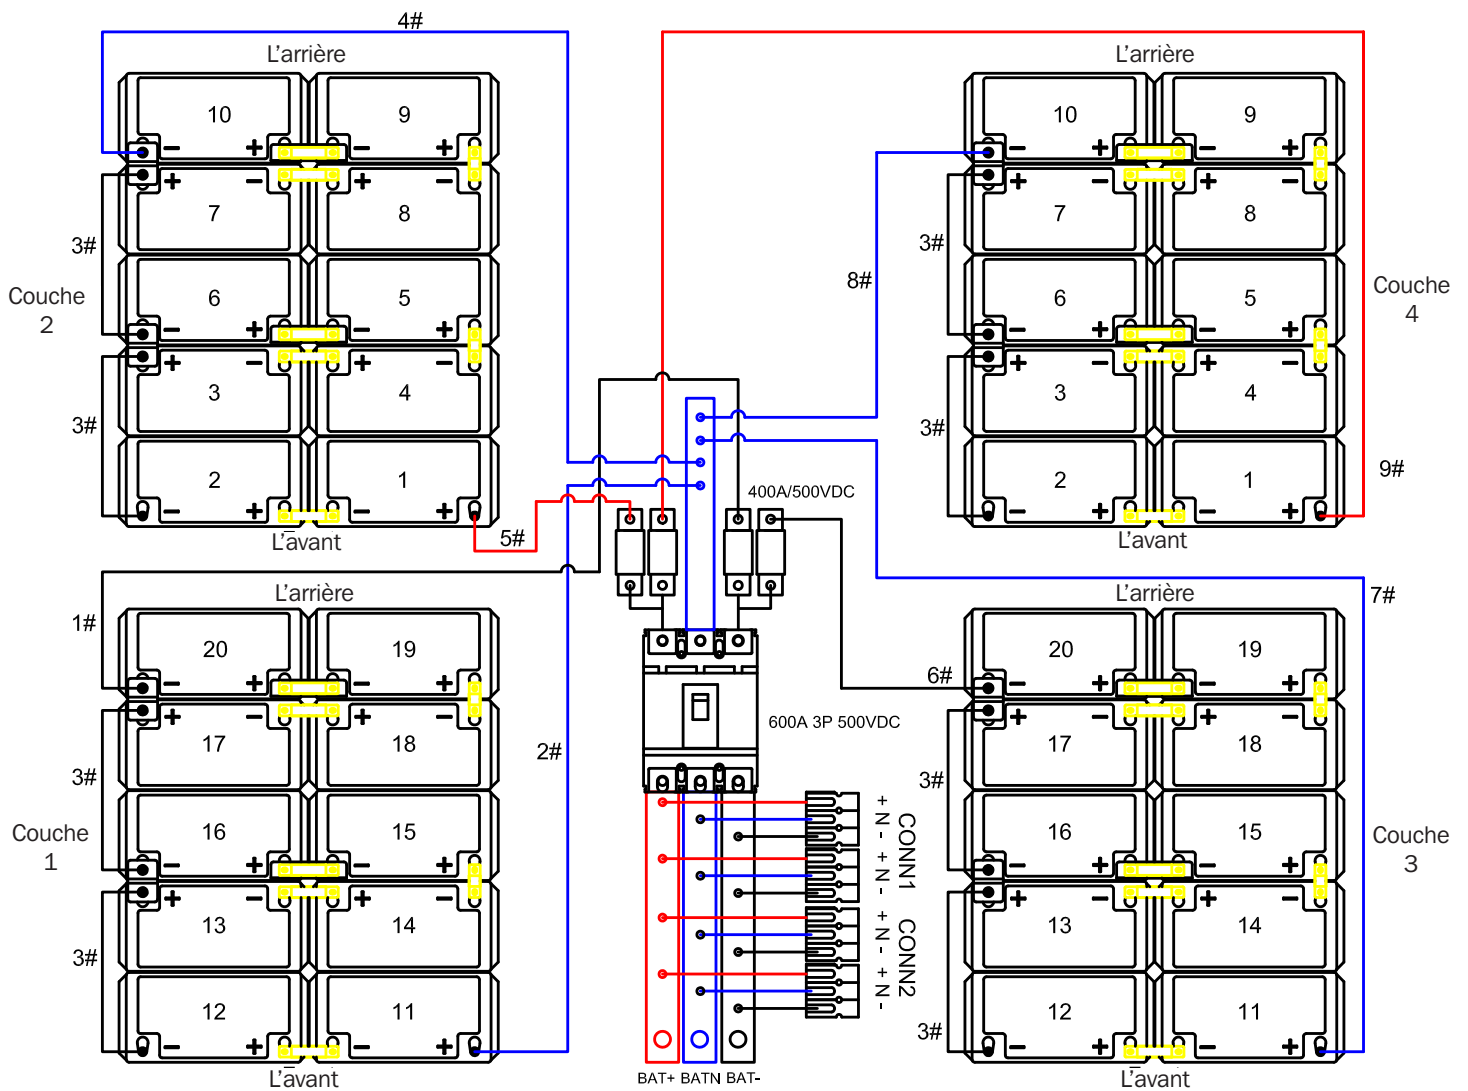 4#
L'arrière
L'arrière
10
9
10
9
- +
- +
+ - +
+ - +
7
8
7
8
3#
3#
8#
Couche
2
6
5
6
5
Couche
4
- +
- +
+ - +
+ - +
3
4
3
4
3#
3#
2
1
2
1
9#
400A/500VDC
- +
- +
L'avant
5#
L'avant
L'arrière
L'arrière
7#
1#
20
19
20
19
6#
- + -
- + -
+ - +
+ - +
600A 3P 500VDC
17
18
17
18
2#
3#
3#
Couche
1
16
15
16
15
Couche
3
- +
- +
+ - +
+ - +
13
14
13
14
3#
12
11
12
11
3#
- +
- +
L'avant
L'avant
+ N - + N -
CONN1
+ N - + N -
CONN2
BAT+ BATN BAT-